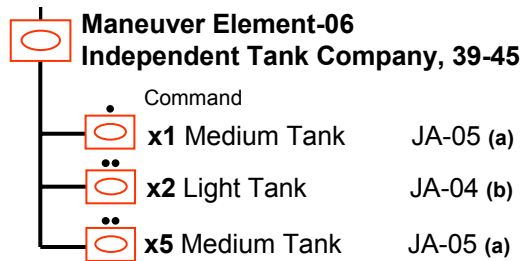 Maneuver Element-06
Independent Tank Company, 39-45
Command
x1 Medium Tank JA-05 (a)
x2 Light Tank JA-04 (b)
x5 Medium Tank JA-05 (a)